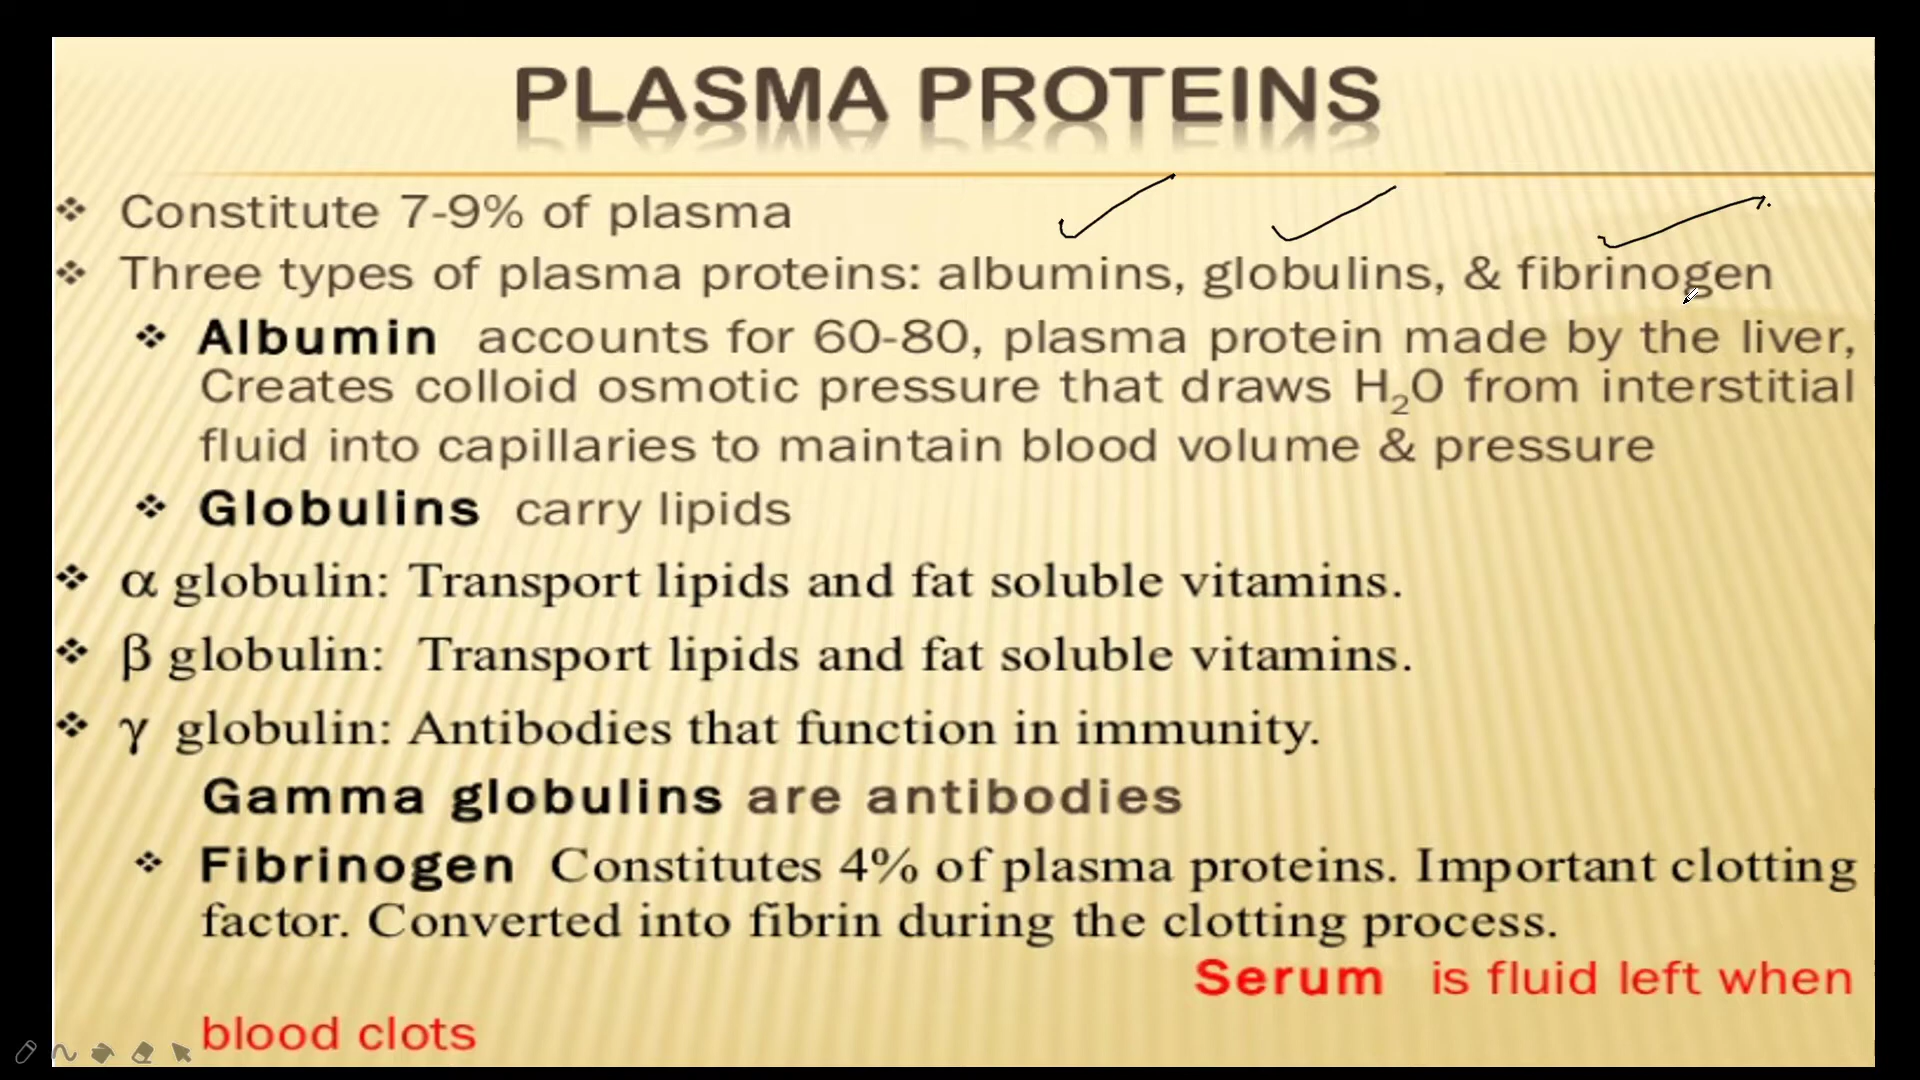 PLASMA PROTEINS
❖ Constitute 7-9% of plasma
❖ Three types of plasma proteins: albumins, globulins, & fibrinogen
❖ Albumin accounts for 60-80, plasma protein made by the liver,
Creates colloid osmotic pressure that draws H₂0 from interstitial
fluid into capillaries to maintain blood volume & pressure
❖ Globulins carry lipids
❖ α globulin: Transport lipids and fat soluble vitamins.
❖ β globulin: Transport lipids and fat soluble vitamins.
❖ γ globulin: Antibodies that function in immunity.
Gamma globulins are antibodies
❖ Fibrinogen Constitutes 4% of plasma proteins. Important clotting
factor. Converted into fibrin during the clotting process.
Serum is fluid left when
blood clots